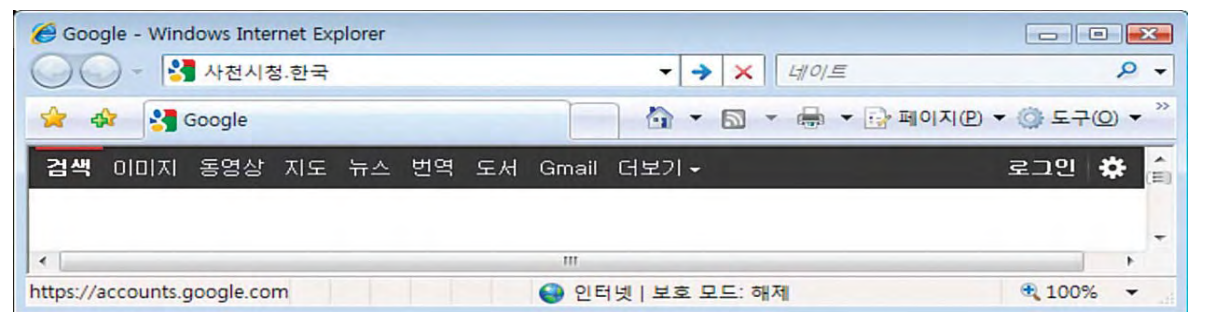 Google - Windows Internet Explorer
사천시청.한국 네이트
Google 페이지(P) 도구(O)
검색 이미지 동영상 지도 뉴스 번역 도서 Gmail 더보기 로그인
https://accounts.google.com 인터넷 | 보호 모드: 해제 100%